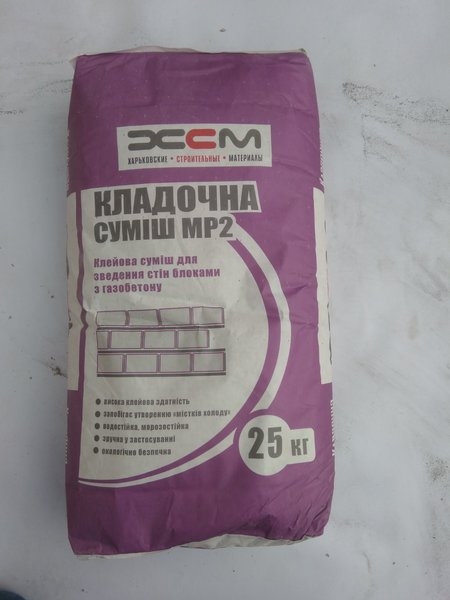 ХСМ
ХАРЬКОВСКИЕ • СТРОИТЕЛЬНЫЕ • МАТЕРИАЛЫ
КЛАДОЧНА
СУМІШ МР2
Клейова суміш для
зведення стін блоками
з газобетону
• висока клейова здатність
• запобігає утворенню «містків холоду»
• водостійка, морозостійка
• зручна у застосуванні
• екологічно безпечна
25 кг